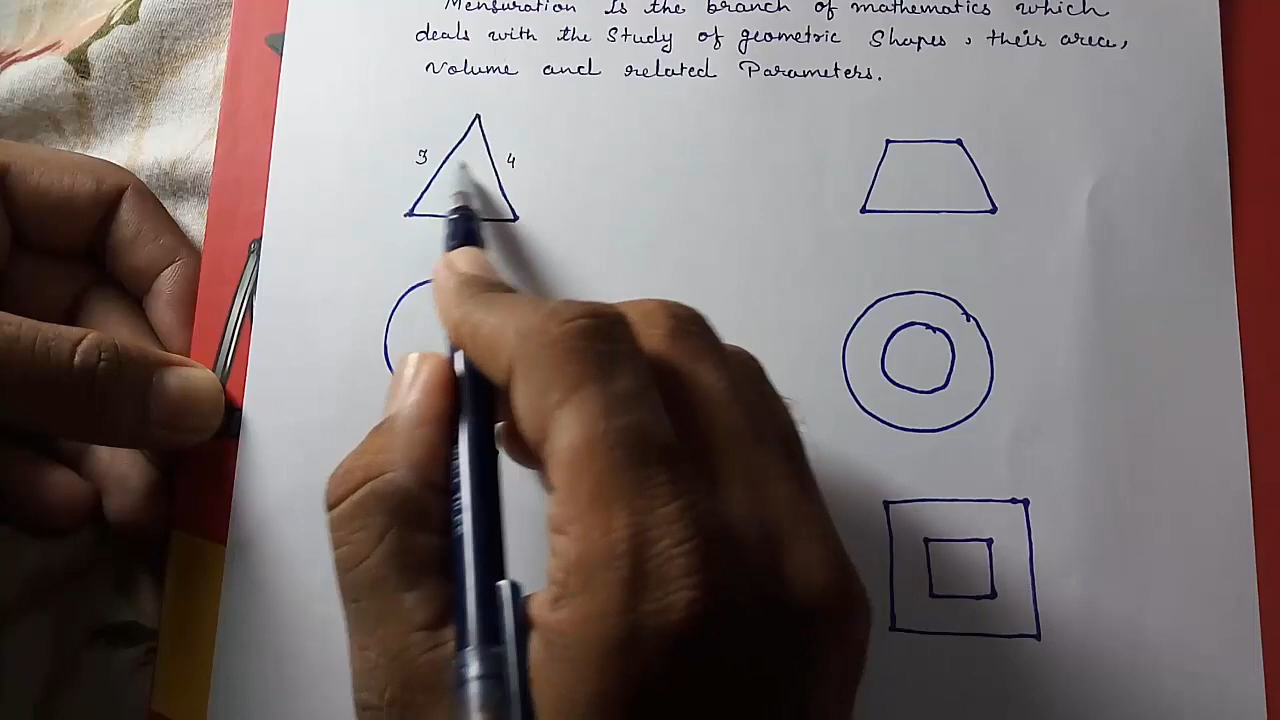 Mensuration is the branch of mathematics which
deals with the Study of geometric Shapes, their area,
Volume and related Parameters.
4